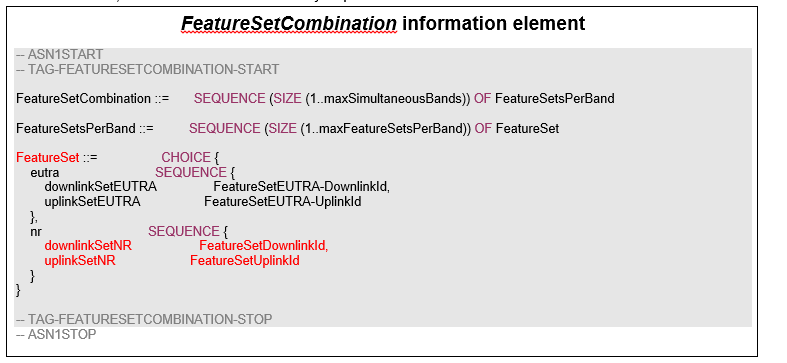 FeatureSetCombination information element
-- ASN1START
-- TAG-FEATURESETCOMBINATION-START
FeatureSetCombination ::= SEQUENCE (SIZE (1..maxSimultaneousBands)) OF FeatureSetsPerBand
FeatureSetsPerBand ::= SEQUENCE (SIZE (1..maxFeatureSetsPerBand)) OF FeatureSet
FeatureSet ::= CHOICE {
eutra SEQUENCE {
downlinkSetEUTRA FeatureSetEUTRA-DownlinkId,
uplinkSetEUTRA FeatureSetEUTRA-UplinkId
},
nr SEQUENCE {
downlinkSetNR FeatureSetDownlinkId,
uplinkSetNR FeatureSetUplinkId
}
}
-- TAG-FEATURESETCOMBINATION-STOP
-- ASN1STOP